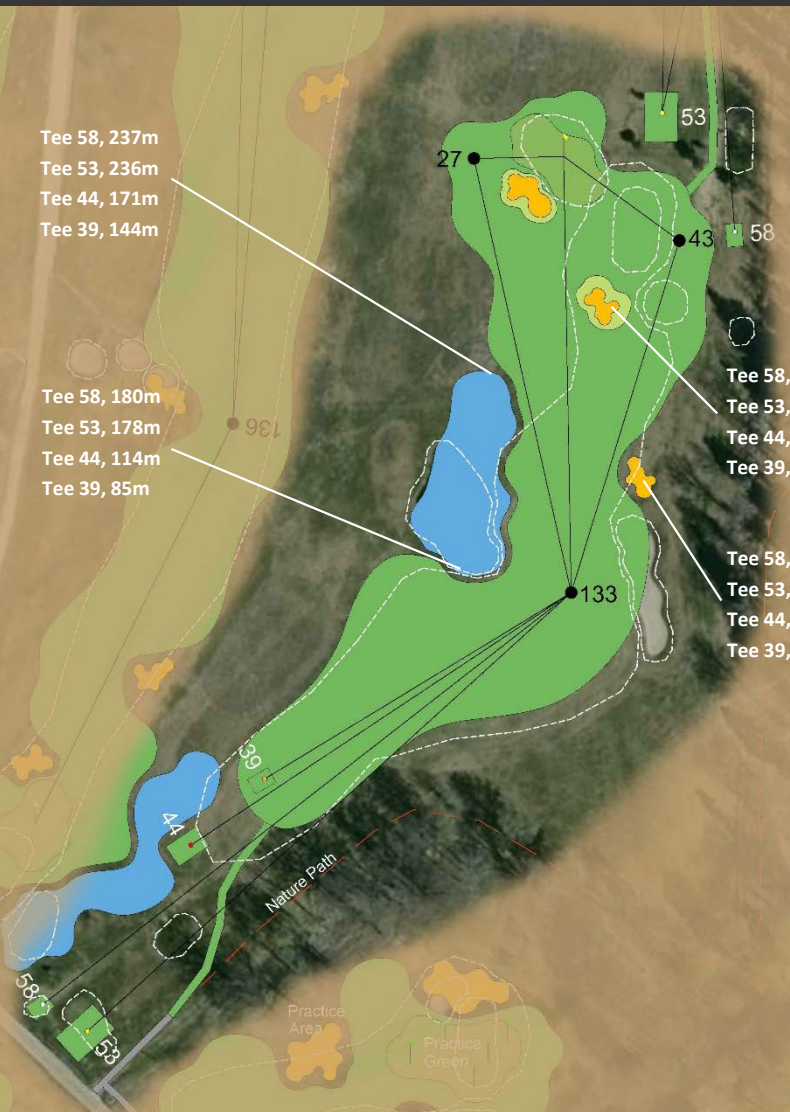 53
Tee 58, 237m
Tee 53, 236m
Tee 44, 171m
Tee 39, 144m
27
43
58
Tee 58,
Tee 53,
Tee 44,
Tee 39,
Tee 58, 180m
Tee 53, 178m
Tee 44, 114m
Tee 39, 85m
136
Tee 58,
Tee 53,
Tee 44,
Tee 39,
133
39
44
Nature Path
58
53
Practice
Area
Practice
Green